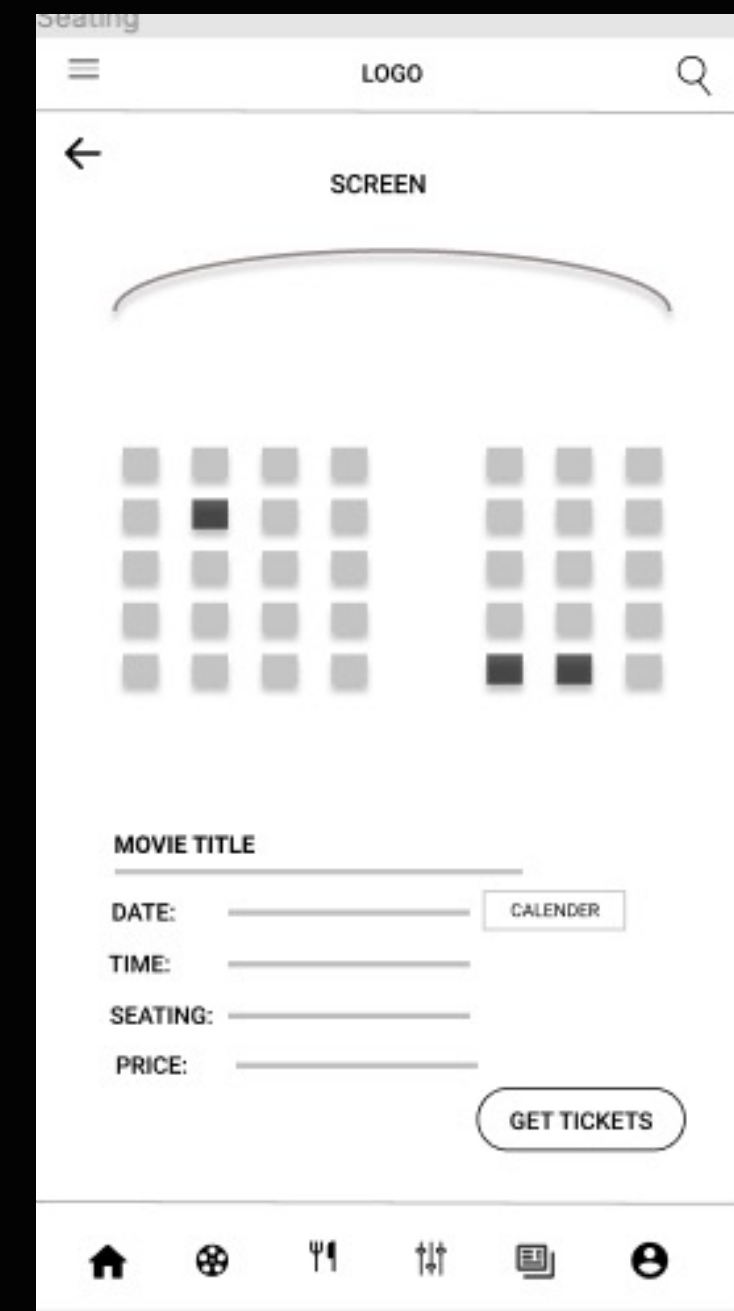 Seating
LOGO
SCREEN
MOVIE TITLE
DATE:
CALENDER
TIME:
SEATING:
PRICE:
GET TICKETS